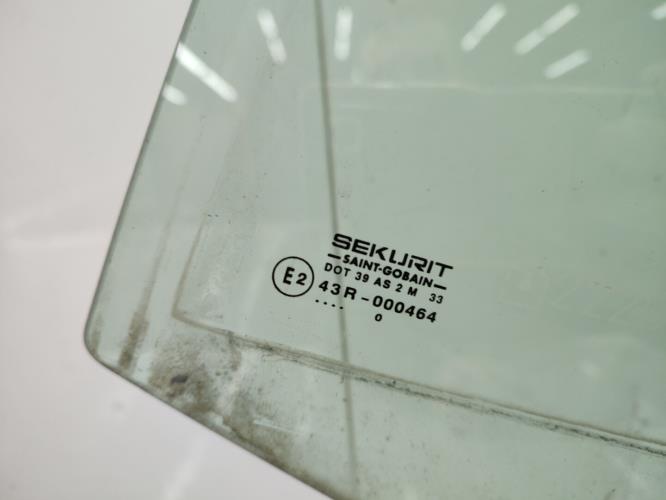 SEKURIT
SAINT-GOBAIN
DOT 39 AS 2 M 33
E2 43R-000464
.... 0